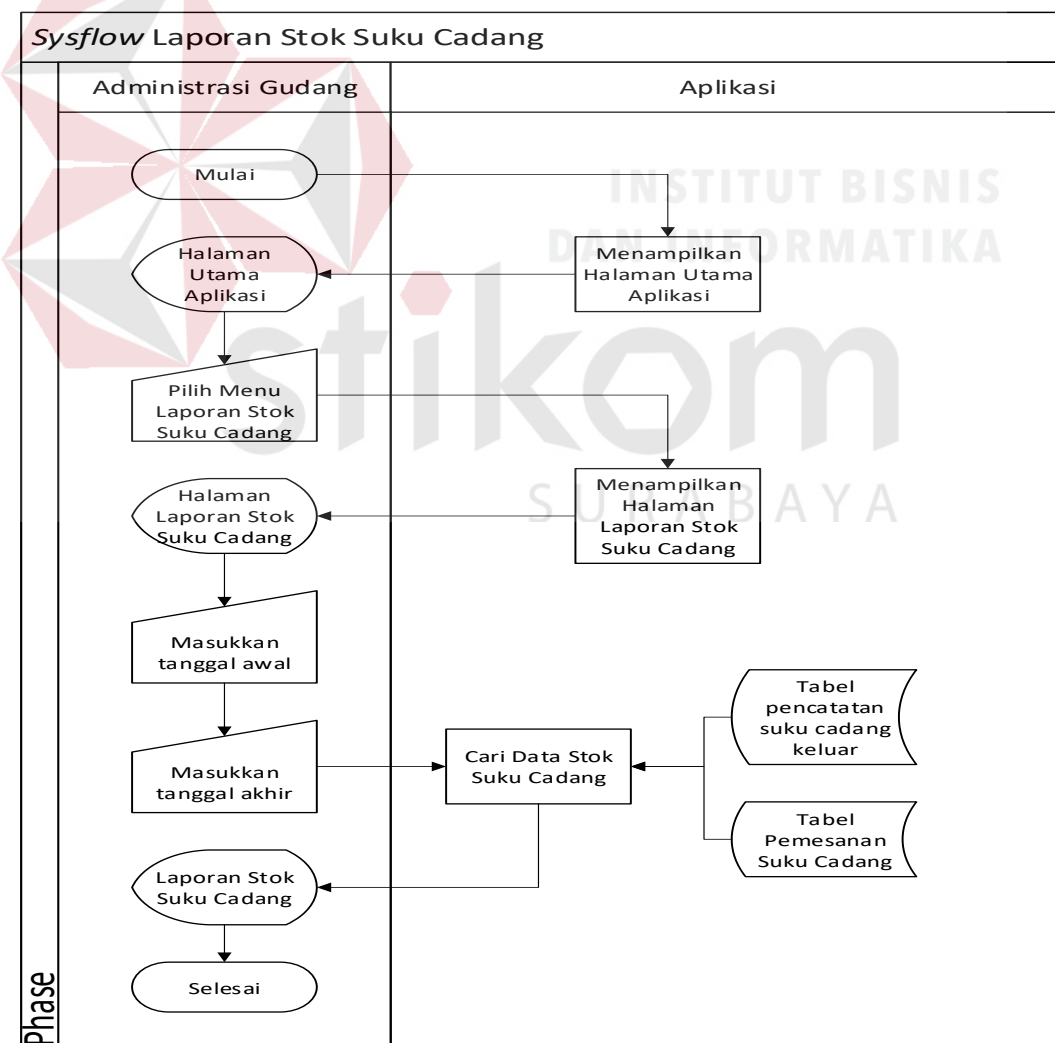 Sysflow Laporan Stok Suku Cadang
Administrasi Gudang
Aplikasi
Mulai
INSTITUT BISNIS
DAN INFORMATIKA
Halaman
Utama
Aplikasi
Menampilkan
Halaman Utama
Aplikasi
stikom
SURABAYA
Pilih Menu
Laporan Stok
Suku Cadang
Menampilkan
Halaman
Laporan Stok
Suku Cadang
Halaman
Laporan Stok
Suku Cadang
Masukkan
tanggal awal
Masukkan
tanggal akhir
Cari Data Stok
Suku Cadang
Tabel
pencatatan
suku cadang
keluar
Tabel
Pemesanan
Suku Cadang
Laporan Stok
Suku Cadang
Selesai
Phase